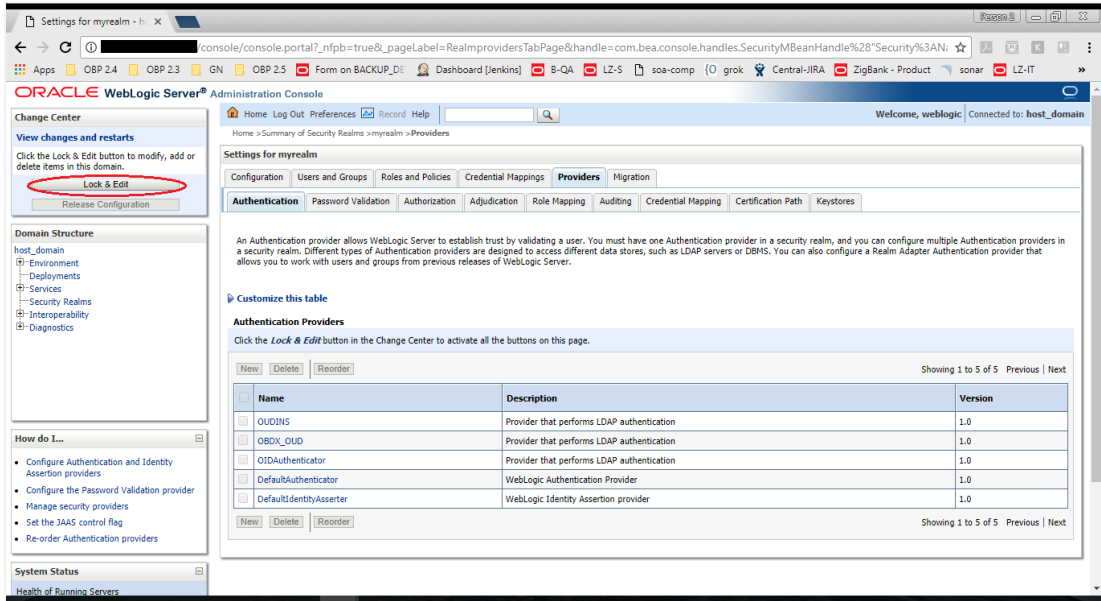 Settings for myrealm - h
Person 2
/console/console.portal?_nfpb=true&_pageLabel=RealmprovidersTabPage&handle=com.bea.console.handles.SecurityMBeanHandle%28"Security%3ANa
Apps OBP 2.4 OBP 2.3 GN OBP 2.5 Form on BACKUP_DE Dashboard [Jenkins] B-QA LZ-S soa-comp {O grok Central-JIRA ZigBank - Product sonar LZ-IT »
ORACLE WebLogic Server® Administration Console
Change Center
View changes and restarts
Click the Lock & Edit button to modify, add or
delete items in this domain.
Lock & Edit
Release Configuration
Domain Structure
host_domain
Environment
Deployments
Services
Security Realms
Interoperability
Diagnostics
How do I...
Configure Authentication and Identity
Assertion providers
Configure the Password Validation provider
Manage security providers
Set the JAAS control flag
Re-order Authentication providers
System Status
Health of Running Servers
Home Log Out Preferences Record Help
Welcome, weblogic Connected to: host_domain
Home >Summary of Security Realms >myrealm >Providers
Settings for myrealm
Configuration Users and Groups Roles and Policies Credential Mappings Providers Migration
Authentication Password Validation Authorization Adjudication Role Mapping Auditing Credential Mapping Certification Path Keystores
An Authentication provider allows WebLogic Server to establish trust by validating a user. You must have one Authentication provider in a security realm, and you can configure multiple Authentication providers in
a security realm. Different types of Authentication providers are designed to access different data stores, such as LDAP servers or DBMS. You can also configure a Realm Adapter Authentication provider that
allows you to work with users and groups from previous releases of WebLogic Server.
Customize this table
Authentication Providers
Click the Lock & Edit button in the Change Center to activate all the buttons on this page.
New Delete Reorder
Showing 1 to 5 of 5 Previous | Next
Name Description Version
OUDINS Provider that performs LDAP authentication 1.0
OBDX_OUD Provider that performs LDAP authentication 1.0
OIDAuthenticator Provider that performs LDAP authentication 1.0
DefaultAuthenticator WebLogic Authentication Provider 1.0
DefaultIdentityAsserter WebLogic Identity Assertion provider 1.0
New Delete Reorder
Showing 1 to 5 of 5 Previous | Next